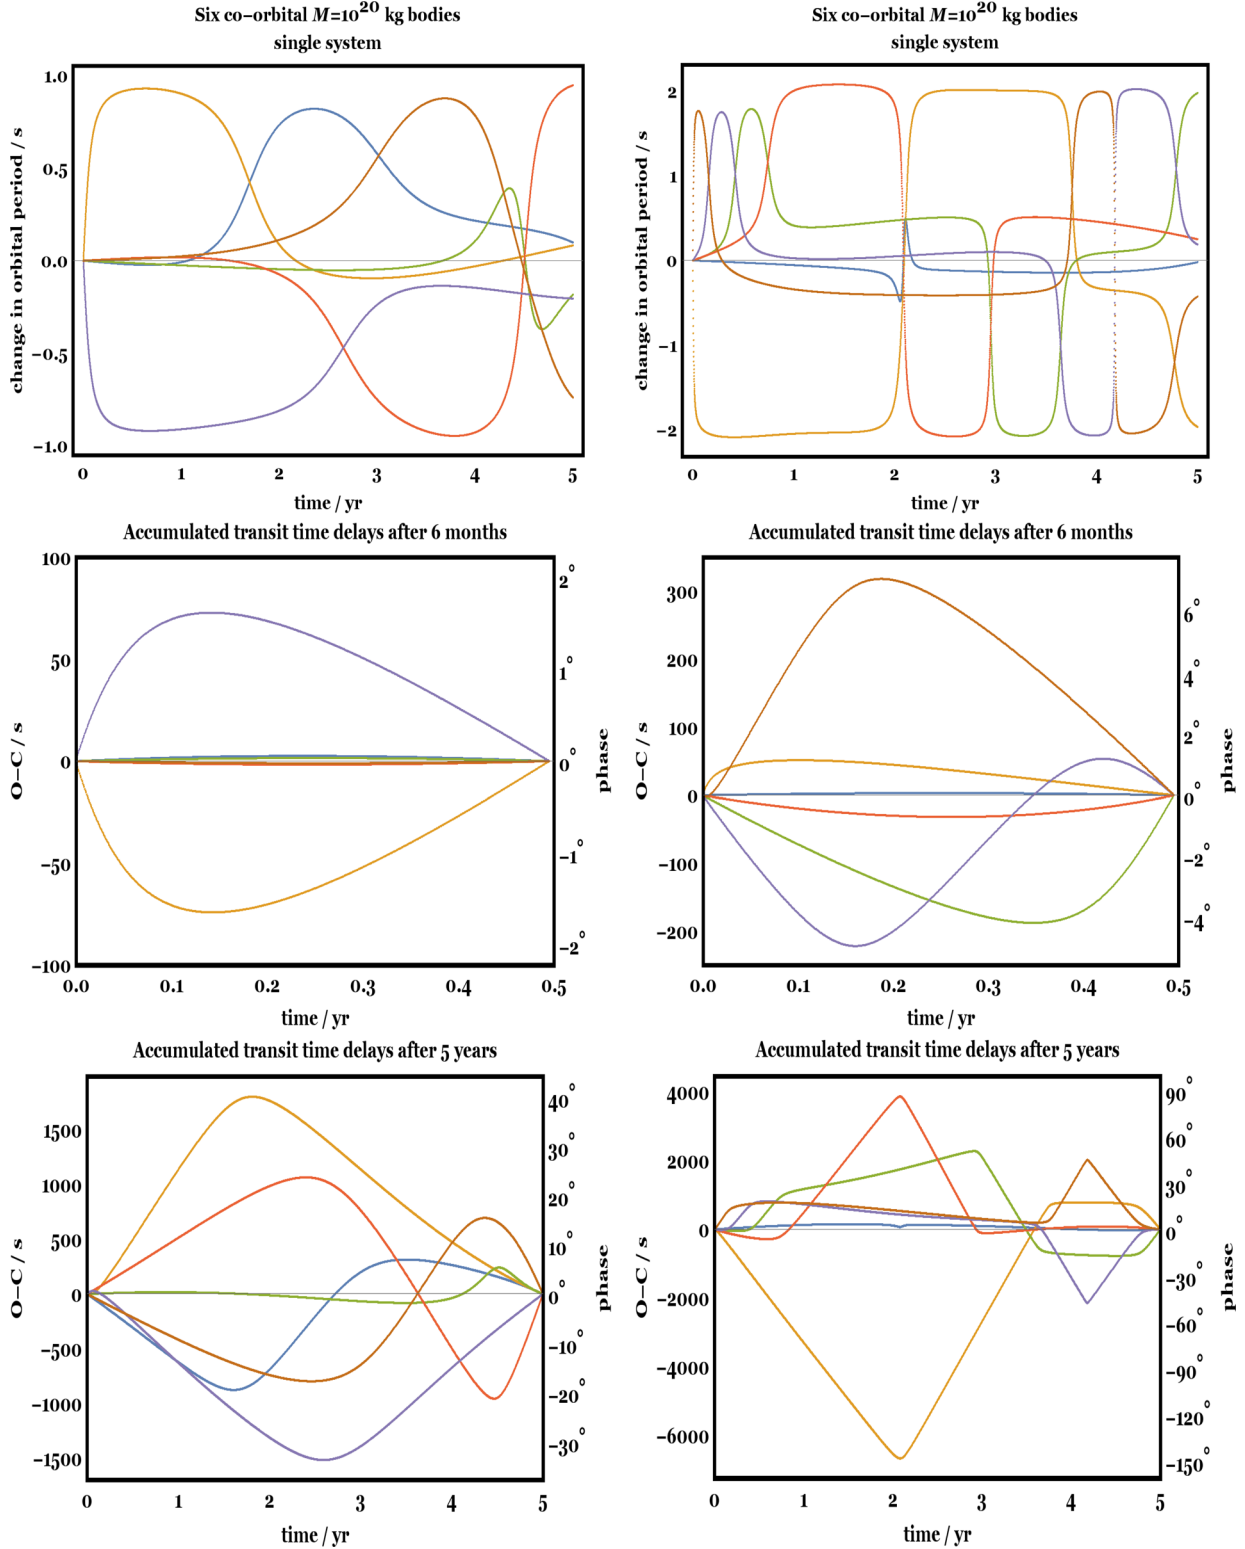 Six co–orbital M=10^20 kg bodies
single system
change in orbital period / s
1.0
0.5
0.0
−0.5
−1.0
0 1 2 3 4 5
time / yr
Six co–orbital M=10^20 kg bodies
single system
change in orbital period / s
2
1
0
−1
−2
0 1 2 3 4 5
time / yr
Accumulated transit time delays after 6 months
O−C / s
100
50
0
−50
−100
2°
1°
0°
−1°
−2°
phase
0.0 0.1 0.2 0.3 0.4 0.5
time / yr
Accumulated transit time delays after 6 months
O−C / s
300
200
100
0
−100
−200
6°
4°
2°
0°
−2°
−4°
phase
0.0 0.1 0.2 0.3 0.4 0.5
time / yr
Accumulated transit time delays after 5 years
O−C / s
1500
1000
500
0
−500
−1000
−1500
40°
30°
20°
10°
0°
−10°
−20°
−30°
phase
0 1 2 3 4 5
time / yr
Accumulated transit time delays after 5 years
O−C / s
4000
2000
0
−2000
−4000
−6000
90°
60°
30°
0°
−30°
−60°
−90°
−120°
−150°
phase
0 1 2 3 4 5
time / yr